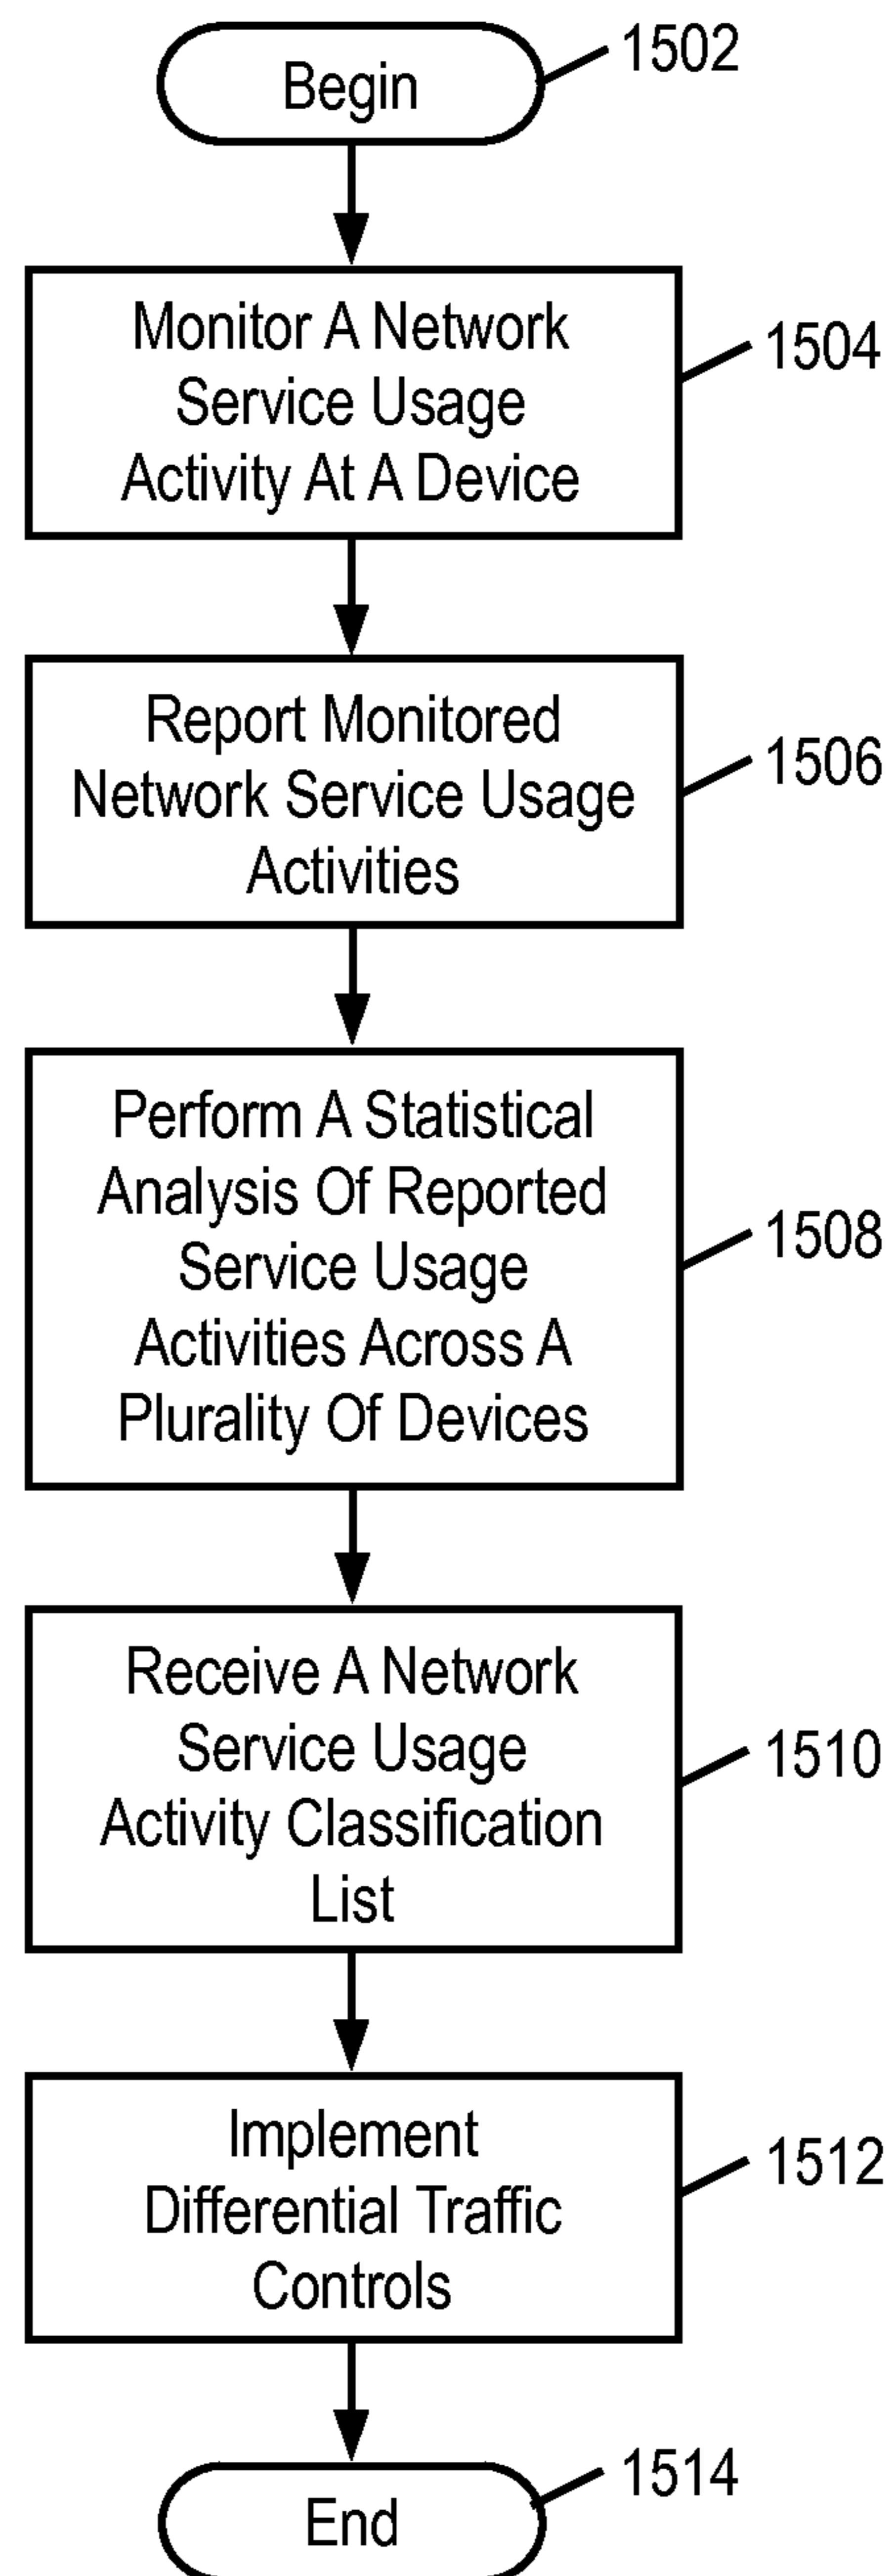 Begin
1502
Monitor A Network
Service Usage
Activity At A Device
1504
Report Monitored
Network Service Usage
Activities
1506
Perform A Statistical
Analysis Of Reported
Service Usage
Activities Across A
Plurality Of Devices
1508
Receive A Network
Service Usage
Activity Classification
List
1510
Implement
Differential Traffic
Controls
1512
End
1514